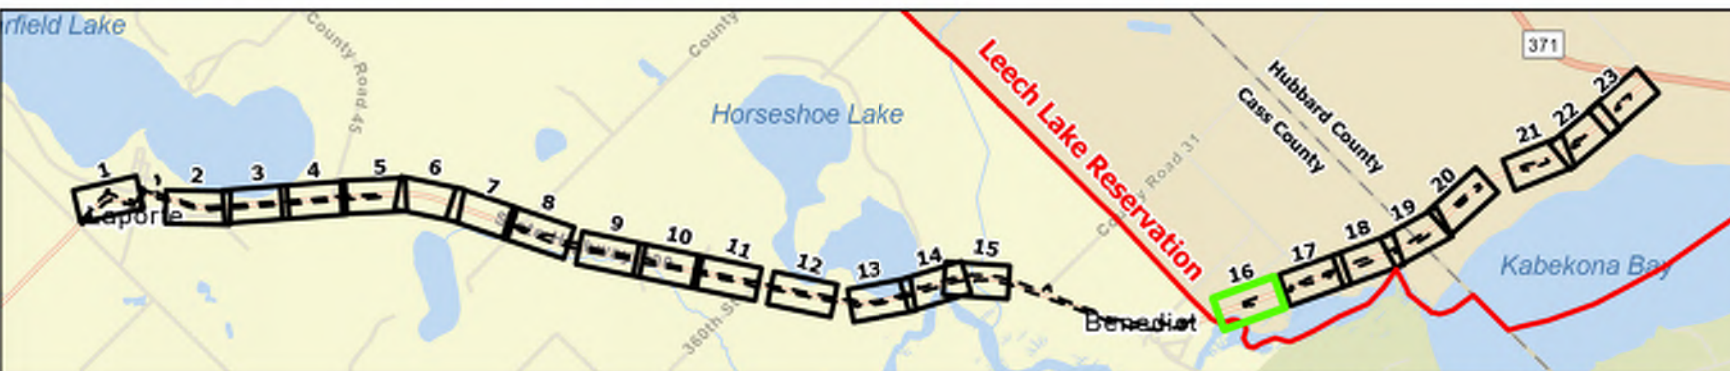 rfield Lake
County Road 45
County
371
Leech Lake Reservation
Hubbard County
Cass County
Horseshoe Lake
County Road 31
1
2
3
4
5
6
7
8
9
10
11
12
13
14
15
16
17
18
19
20
21
22
23
Laporte
Kabekona Bay
360th St
Benedict